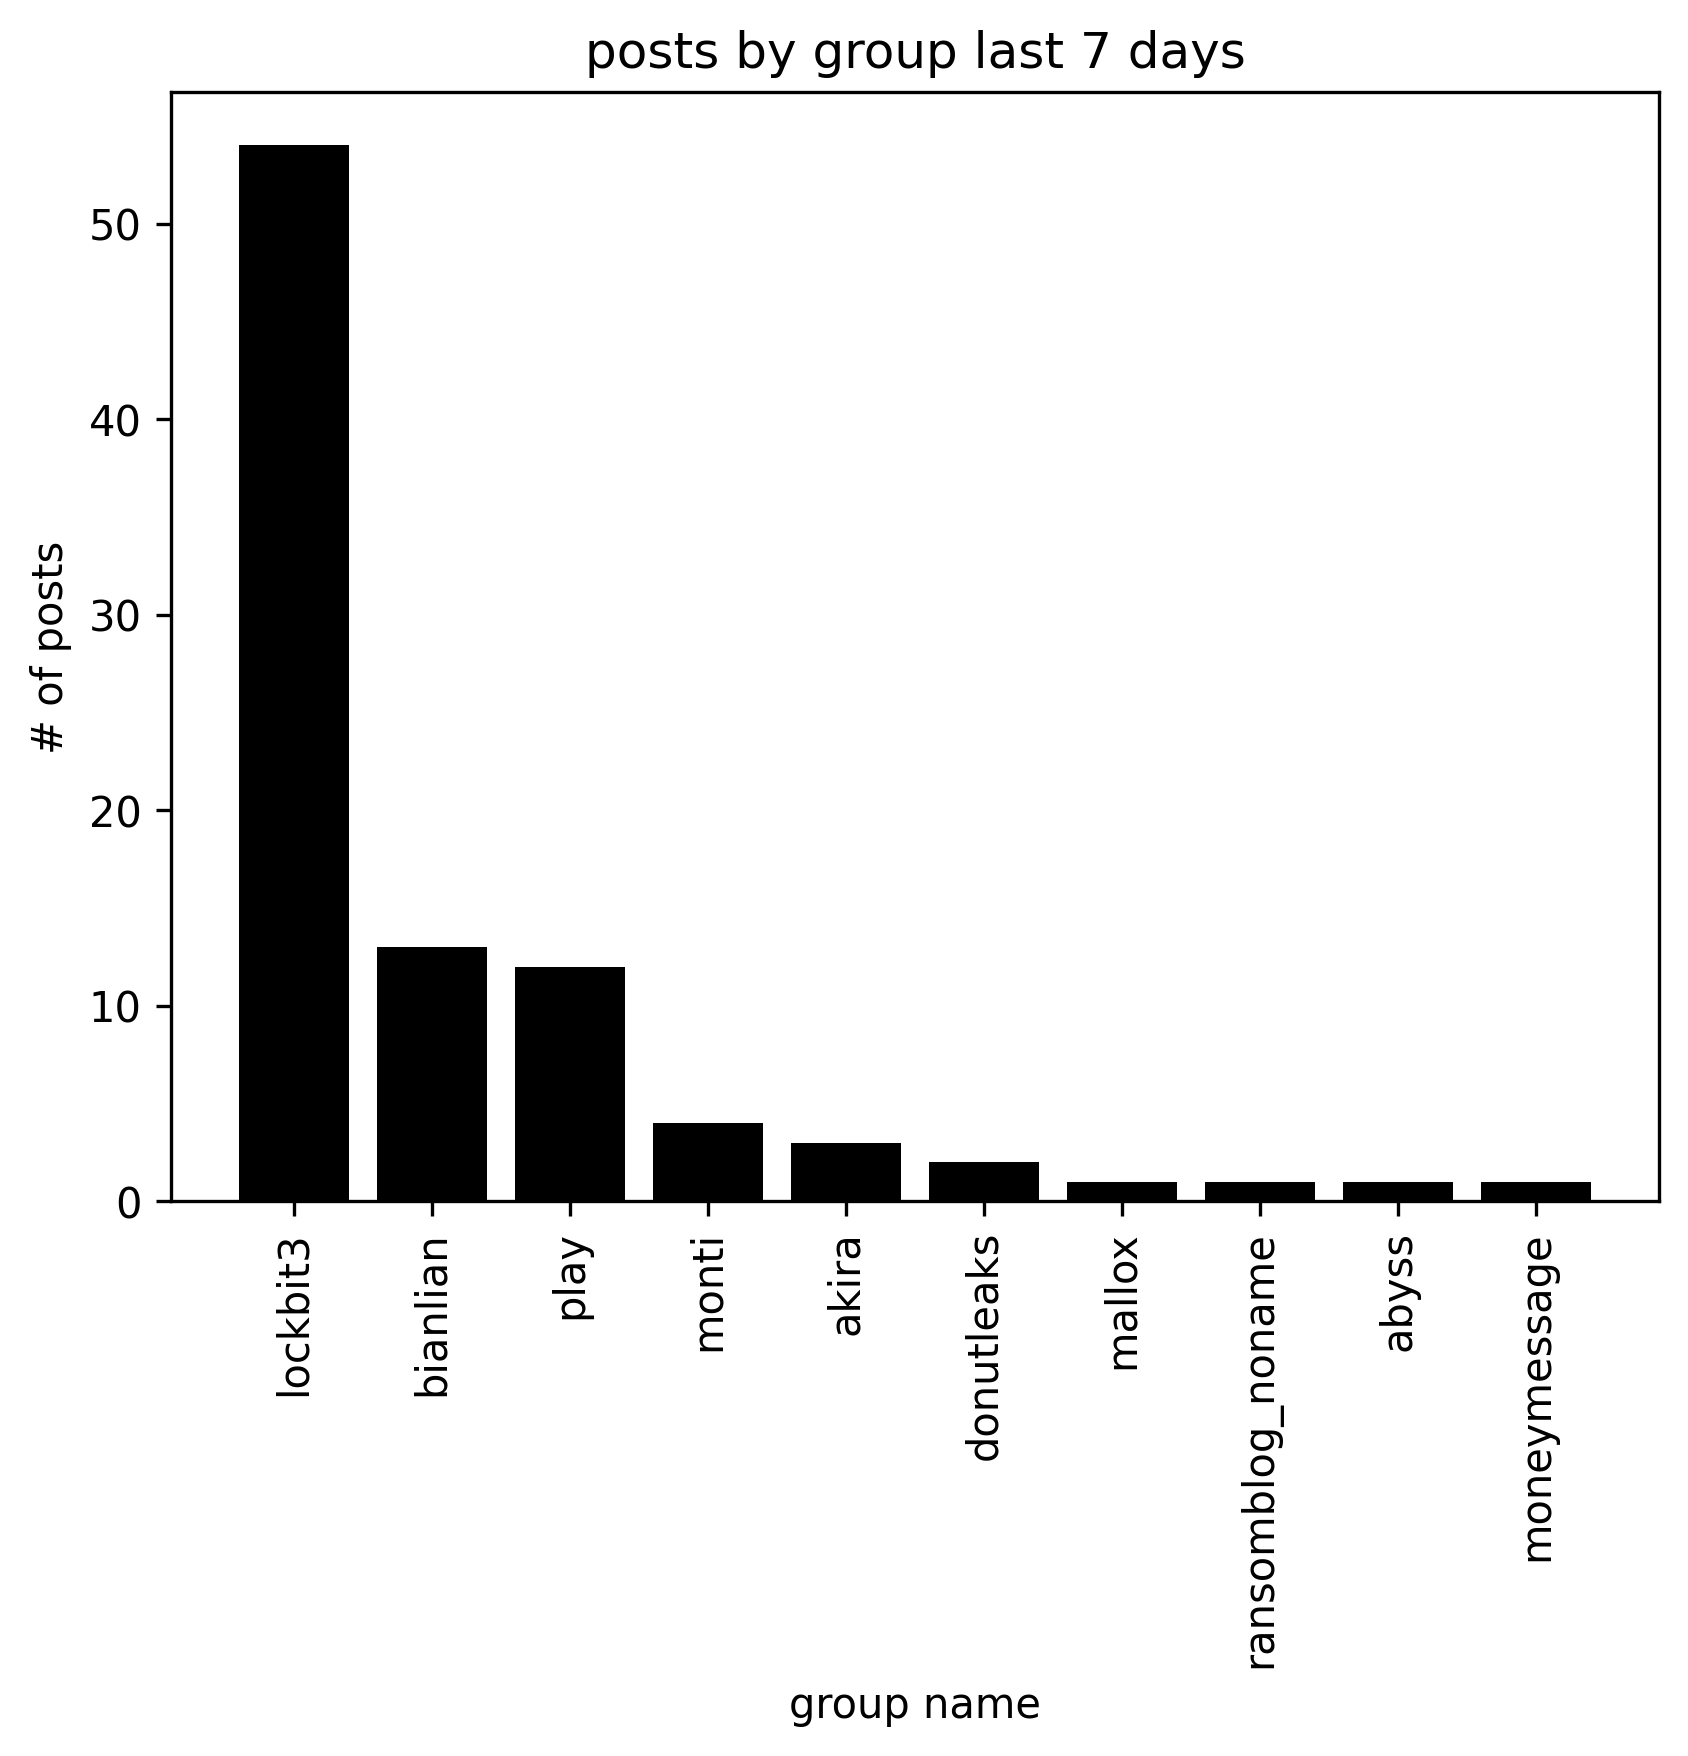 posts by group last 7 days
# of posts
50
40
30
20
10
0
lockbit3
bianlian
play
monti
akira
donutleaks
mallox
ransomblog_noname
abyss
moneymessage
group name